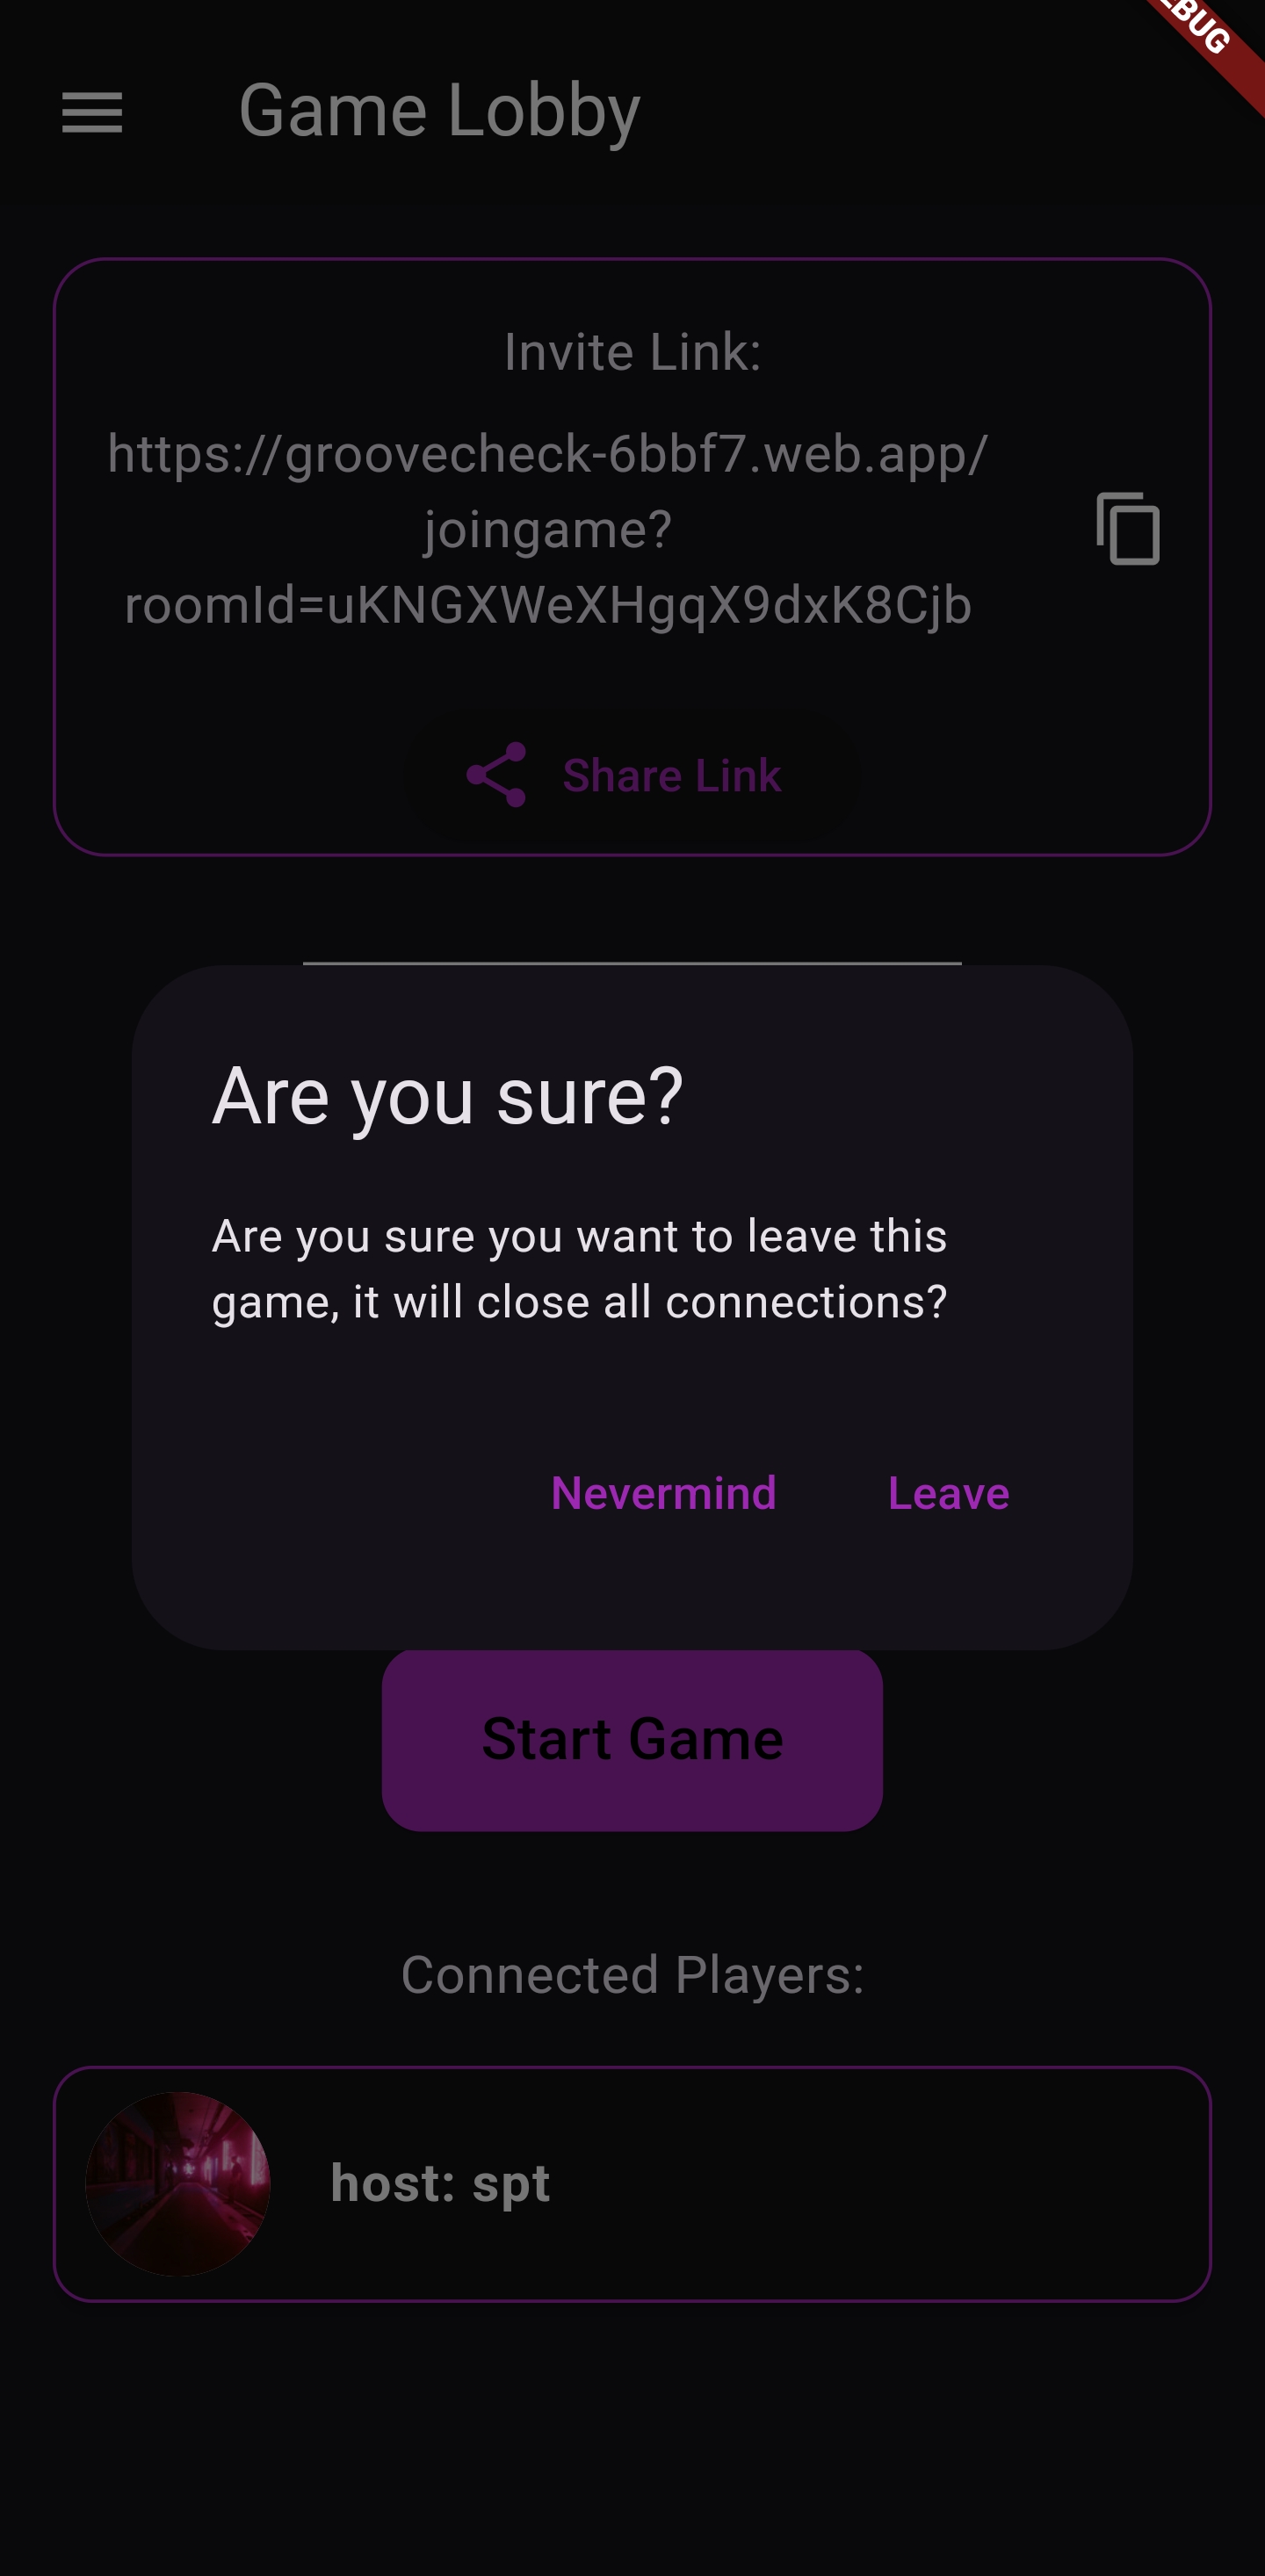 Game Lobby
Invite Link:
https://groovecheck-6bbf7.web.app/
joingame?
roomId=uKNGXWeXHgqX9dxK8Cjb
Share Link
Are you sure?
Are you sure you want to leave this
game, it will close all connections?
Nevermind
Leave
Start Game
Connected Players:
host: spt